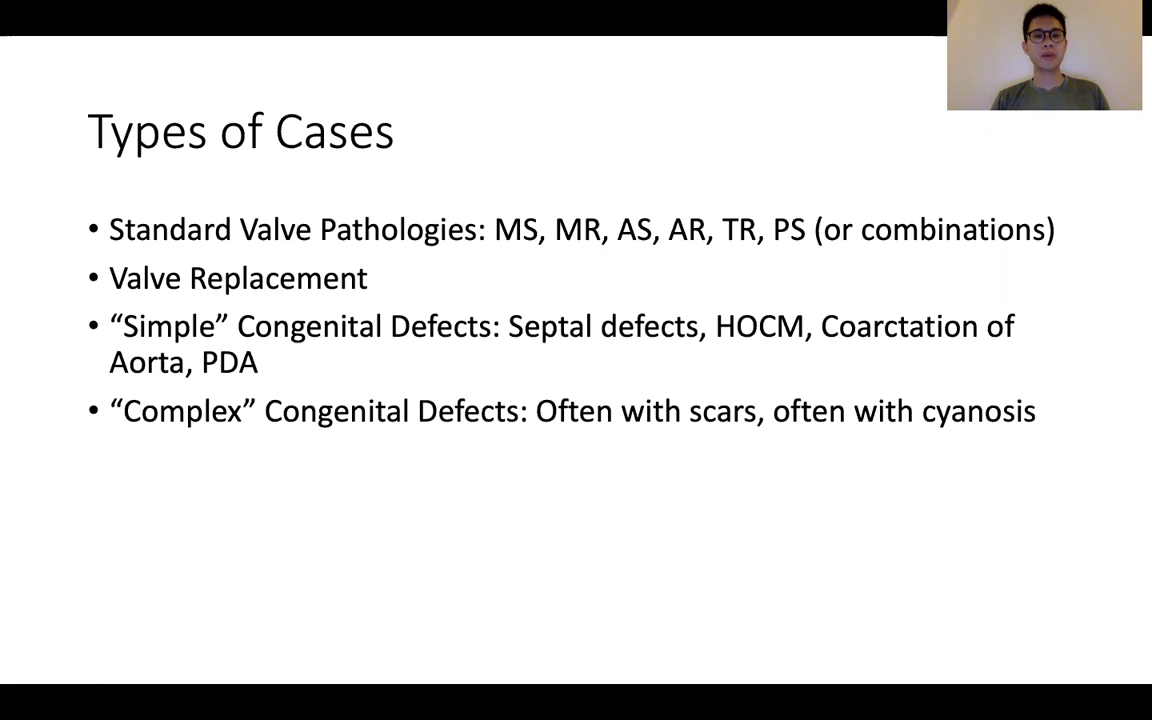 Types of Cases
• Standard Valve Pathologies: MS, MR, AS, AR, TR, PS (or combinations)
• Valve Replacement
• “Simple” Congenital Defects: Septal defects, HOCM, Coarctation of
Aorta, PDA
• “Complex” Congenital Defects: Often with scars, often with cyanosis